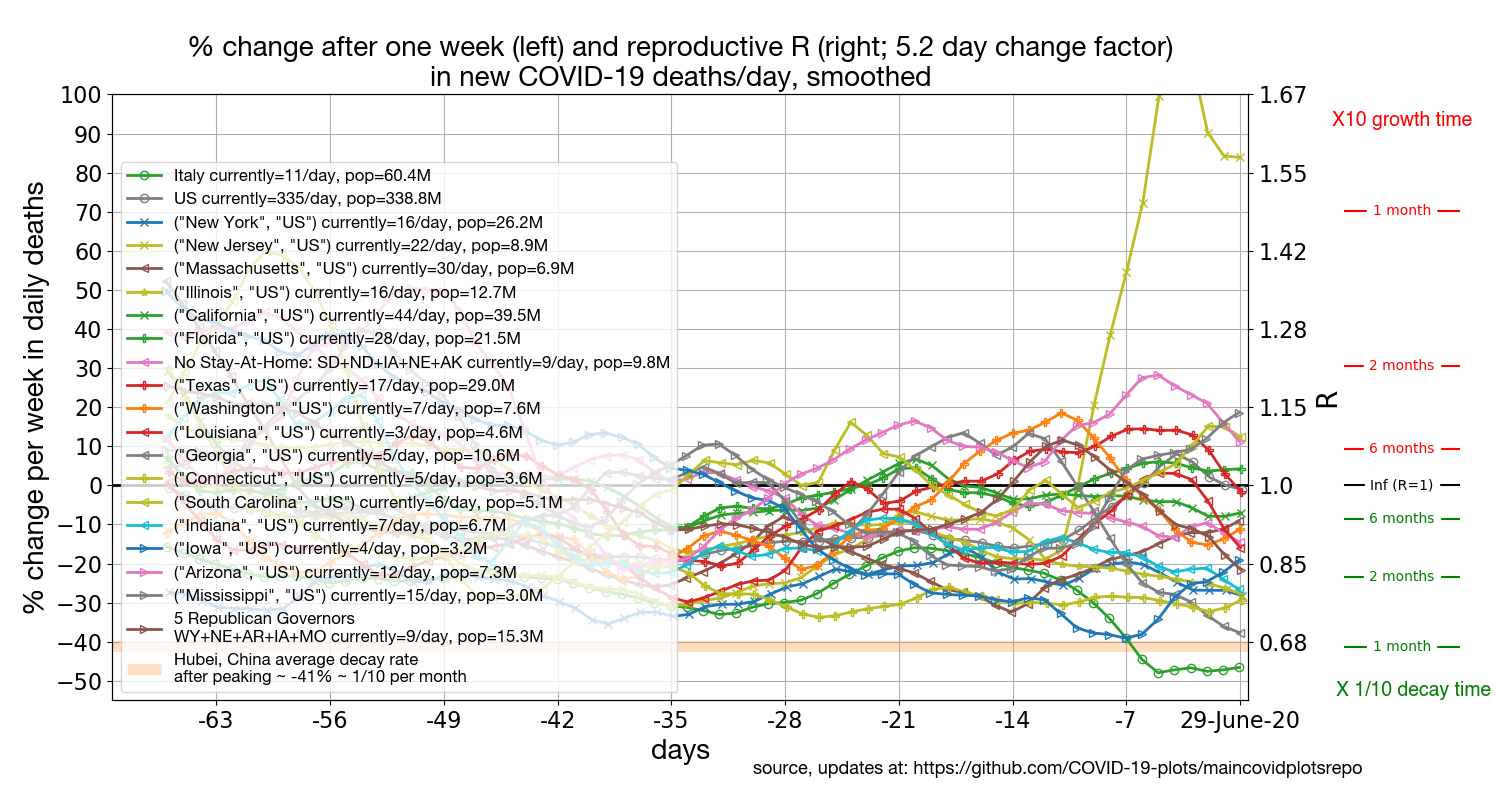 % change after one week (left) and reproductive R (right; 5.2 day change factor)
in new COVID-19 deaths/day, smoothed
% change per week in daily deaths
100
90
80
70
60
50
40
30
20
10
0
−10
−20
−30
−40
−50
Italy currently=11/day, pop=60.4M
US currently=335/day, pop=338.8M
("New York", "US") currently=16/day, pop=26.2M
("New Jersey", "US") currently=22/day, pop=8.9M
("Massachusetts", "US") currently=30/day, pop=6.9M
("Illinois", "US") currently=16/day, pop=12.7M
("California", "US") currently=44/day, pop=39.5M
("Florida", "US") currently=28/day, pop=21.5M
No Stay-At-Home: SD+ND+IA+NE+AK currently=9/day, pop=9.8M
("Texas", "US") currently=17/day, pop=29.0M
("Washington", "US") currently=7/day, pop=7.6M
("Louisiana", "US") currently=3/day, pop=4.6M
("Georgia", "US") currently=5/day, pop=10.6M
("Connecticut", "US") currently=5/day, pop=3.6M
("South Carolina", "US") currently=6/day, pop=5.1M
("Indiana", "US") currently=7/day, pop=6.7M
("Iowa", "US") currently=4/day, pop=3.2M
("Arizona", "US") currently=12/day, pop=7.3M
("Mississippi", "US") currently=15/day, pop=3.0M
5 Republican Governors
WY+NE+AR+IA+MO currently=9/day, pop=15.3M
Hubei, China average decay rate
after peaking ~ -41% ~ 1/10 per month
1.67
1.55
1.42
1.28
1.15
1.0
0.85
0.68
R
X10 growth time
1 month
2 months
6 months
Inf (R=1)
6 months
2 months
1 month
X 1/10 decay time
-63
-56
-49
-42
-35
-28
-21
-14
-7
29-June-20
days
source, updates at: https://github.com/COVID-19-plots/maincovidplotsrepo